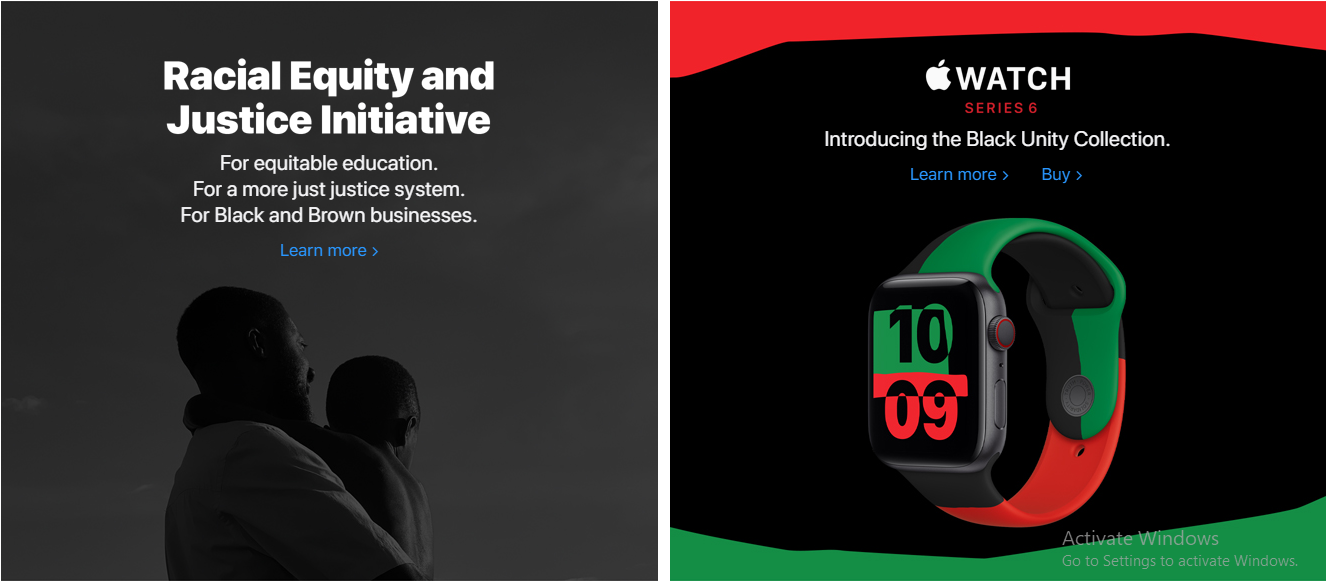 Racial Equity and
Justice Initiative
For equitable education.
For a more just justice system.
For Black and Brown businesses.
Learn more >
WATCH
SERIES 6
Introducing the Black Unity Collection.
Learn more > Buy >
10
09
Activate Windows
Go to Settings to activate Windows.